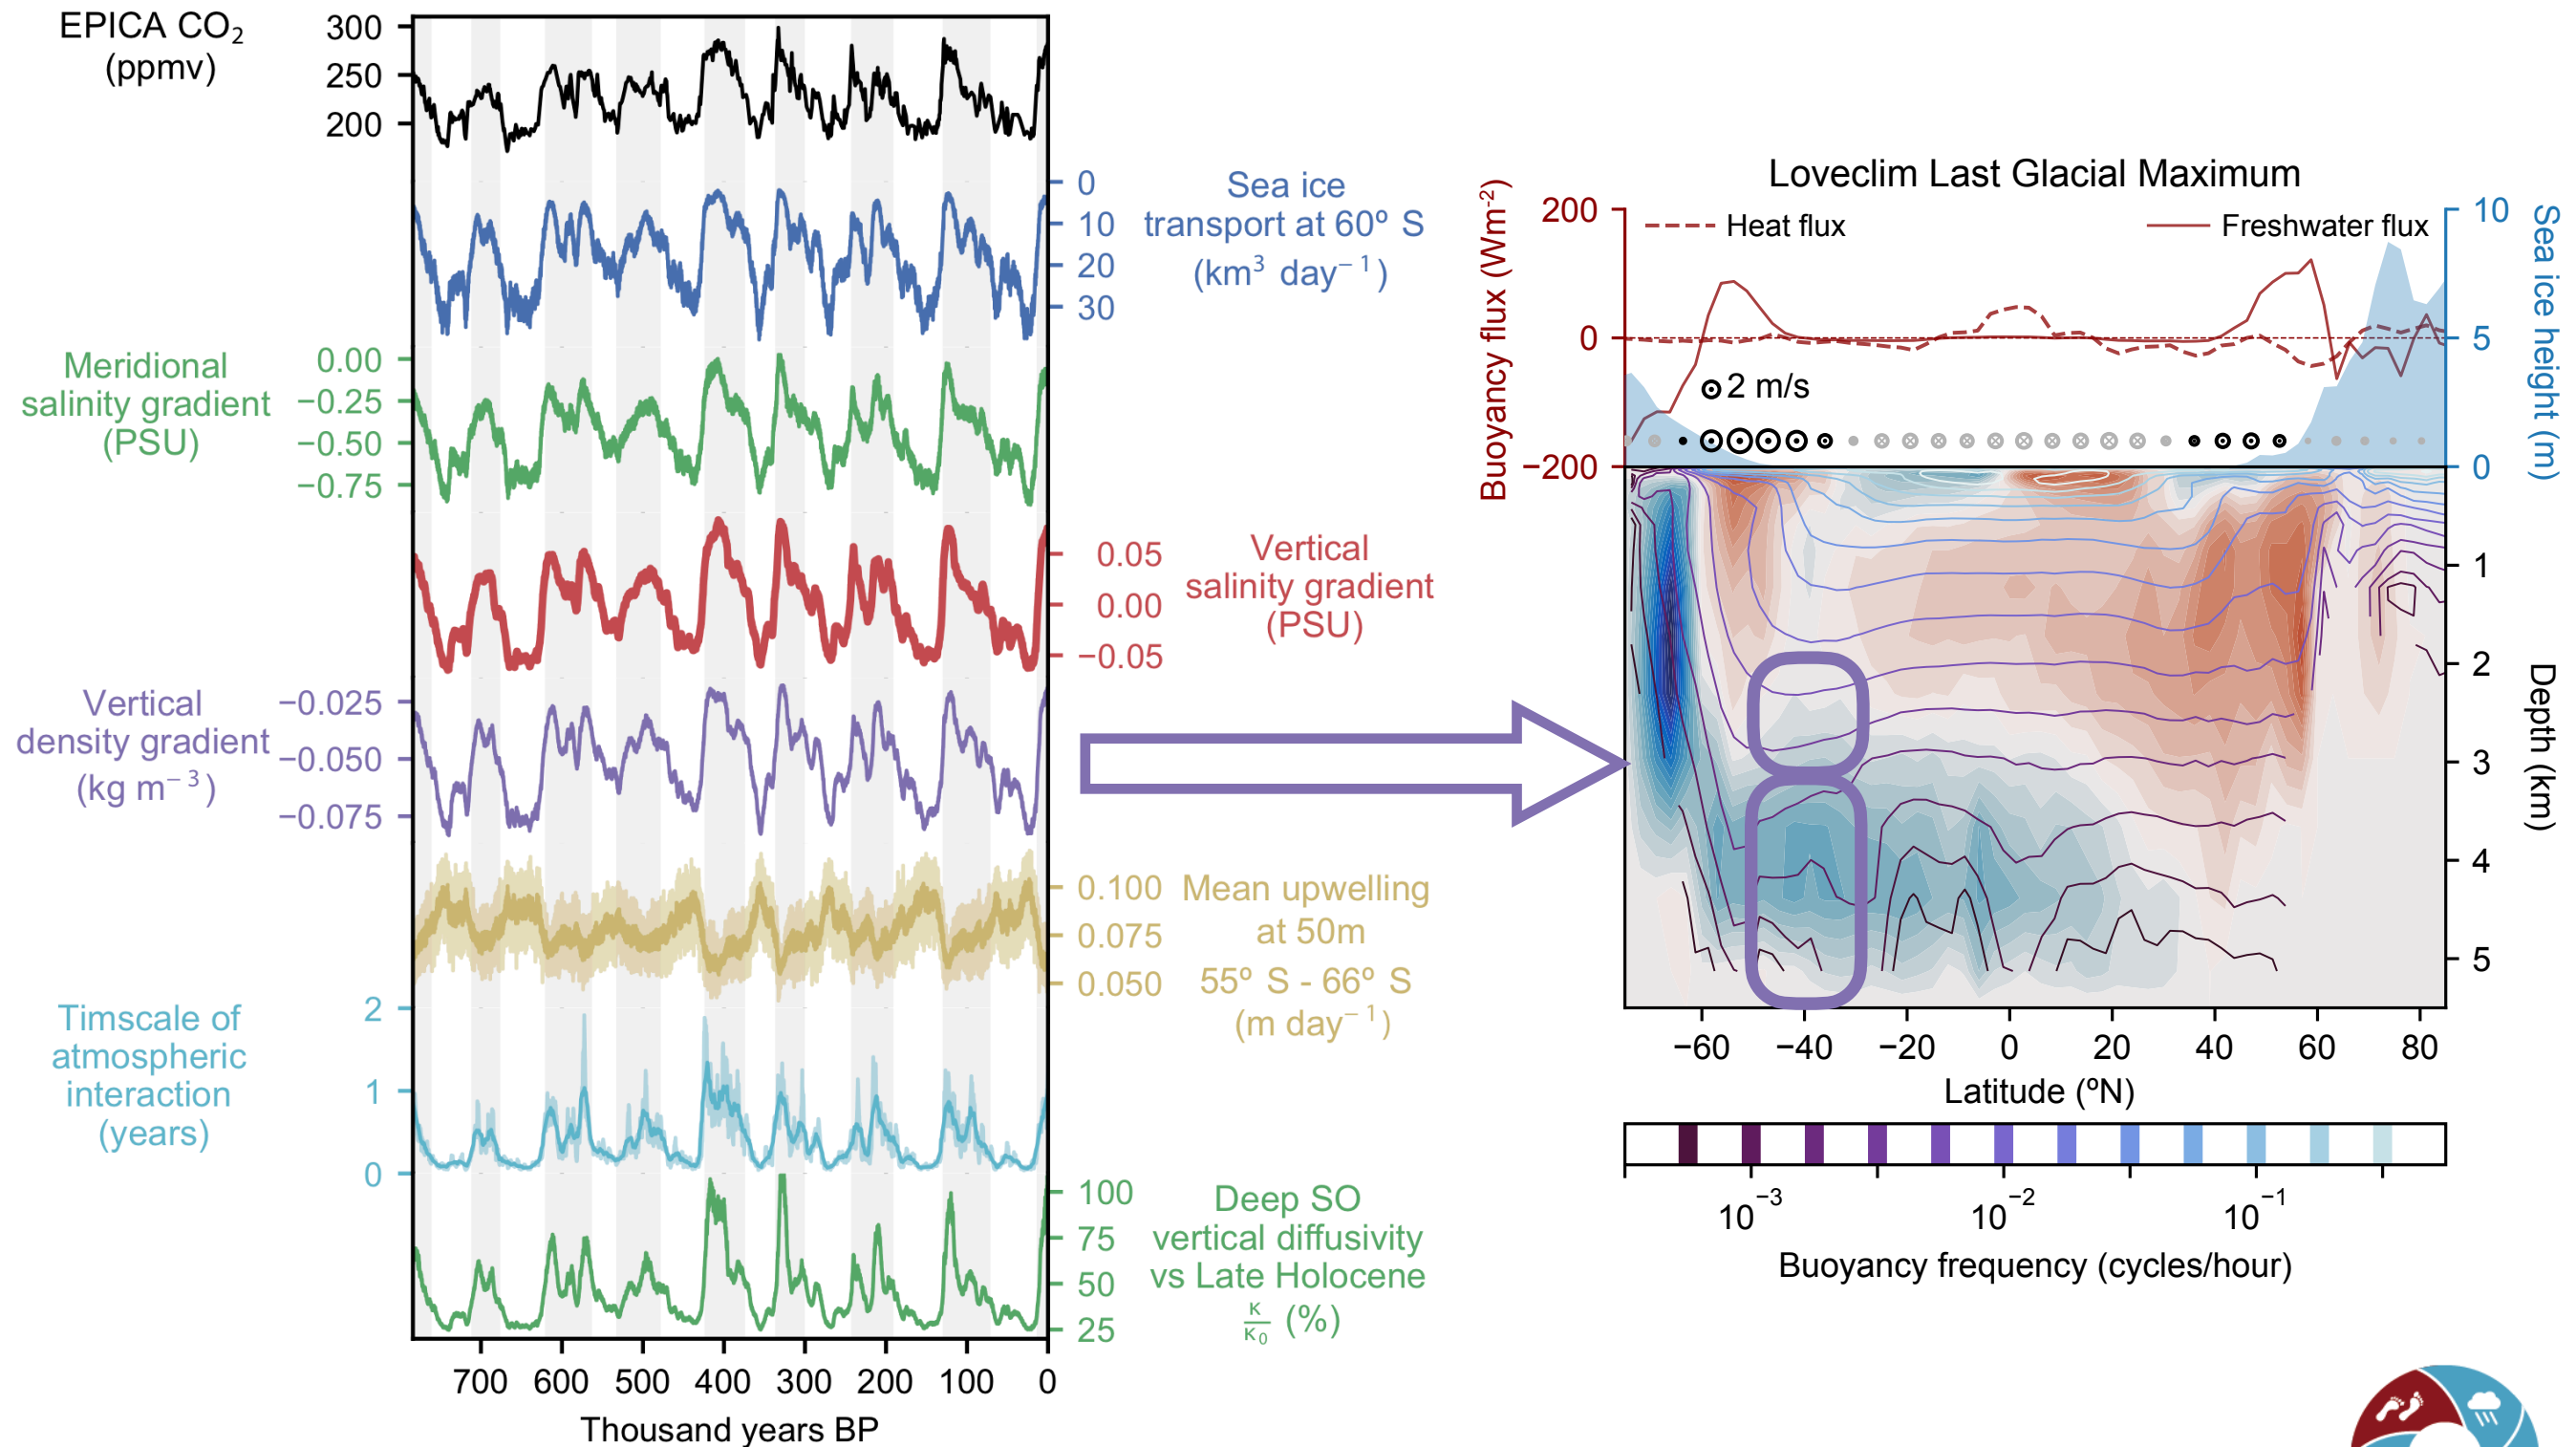 EPICA CO₂
(ppmv)
300
250
200
0
10
20
30
Sea ice
transport at 60º S
(km³ day⁻¹)
Meridional
salinity gradient
(PSU)
0.00
−0.25
−0.50
−0.75
0.05
0.00
−0.05
Vertical
salinity gradient
(PSU)
Vertical
density gradient
(kg m⁻³)
−0.025
−0.050
−0.075
0.100
0.075
0.050
Mean upwelling
at 50m
55º S - 66º S
(m day⁻¹)
Timscale of
atmospheric
interaction
(years)
2
1
0
100
75
50
25
Deep SO
vertical diffusivity
vs Late Holocene
κ/κ₀ (%)
700 600 500 400 300 200 100 0
Thousand years BP
Loveclim Last Glacial Maximum
Buoyancy flux (Wm⁻²)
200
0
−200
Heat flux
Freshwater flux
2 m/s
10
5
0
Sea ice height (m)
1
2
3
4
5
Depth (km)
−60 −40 −20 0 20 40 60 80
Latitude (ºN)
10⁻³ 10⁻² 10⁻¹
Buoyancy frequency (cycles/hour)